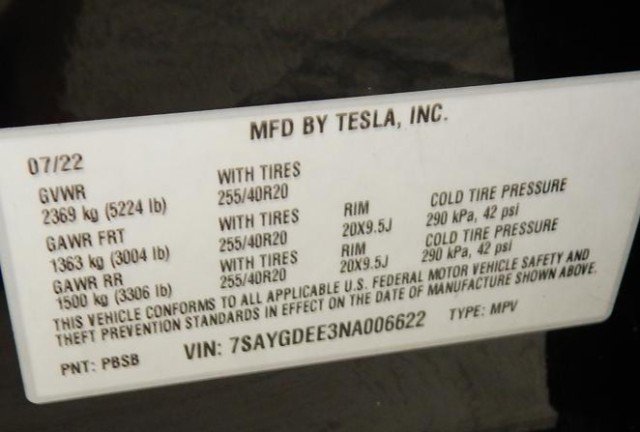 MFD BY TESLA, INC.
07/22
GVWR WITH TIRES
2369 kg (5224 lb) 255/40R20
GAWR FRT WITH TIRES RIM COLD TIRE PRESSURE
1363 kg (3004 lb) 255/40R20 20X9.5J 290 kPa, 42 psi
GAWR RR WITH TIRES RIM COLD TIRE PRESSURE
1500 kg (3306 lb) 255/40R20 20X9.5J 290 kPa, 42 psi
THIS VEHICLE CONFORMS TO ALL APPLICABLE U.S. FEDERAL MOTOR VEHICLE SAFETY AND
THEFT PREVENTION STANDARDS IN EFFECT ON THE DATE OF MANUFACTURE SHOWN ABOVE.
PNT: PBSB VIN: 7SAYGDEE3NA006622 TYPE: MPV